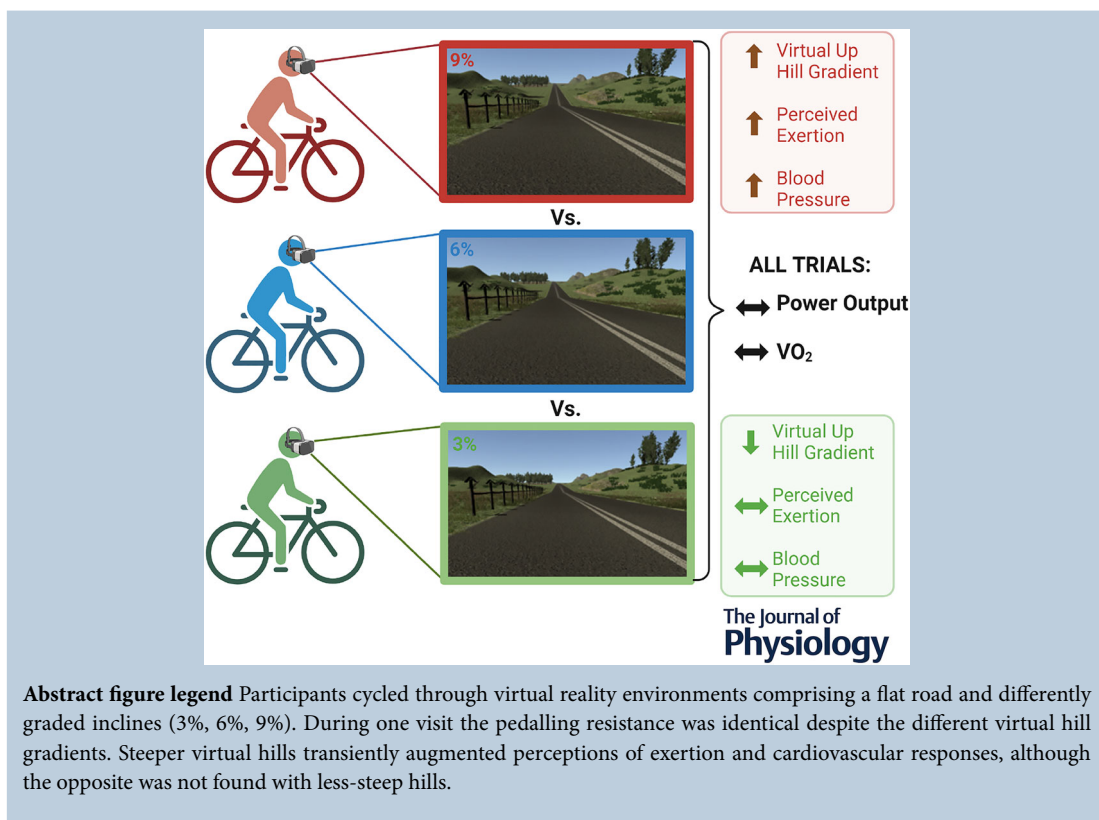 9%
Virtual Up
Hill Gradient
Perceived
Exertion
Blood
Pressure
Vs.
6%
ALL TRIALS:
Power Output
VO₂
Vs.
3%
Virtual Up
Hill Gradient
Perceived
Exertion
Blood
Pressure
The Journal of
Physiology
Abstract figure legend Participants cycled through virtual reality environments comprising a flat road and differently
graded inclines (3%, 6%, 9%). During one visit the pedalling resistance was identical despite the different virtual hill
gradients. Steeper virtual hills transiently augmented perceptions of exertion and cardiovascular responses, although
the opposite was not found with less-steep hills.